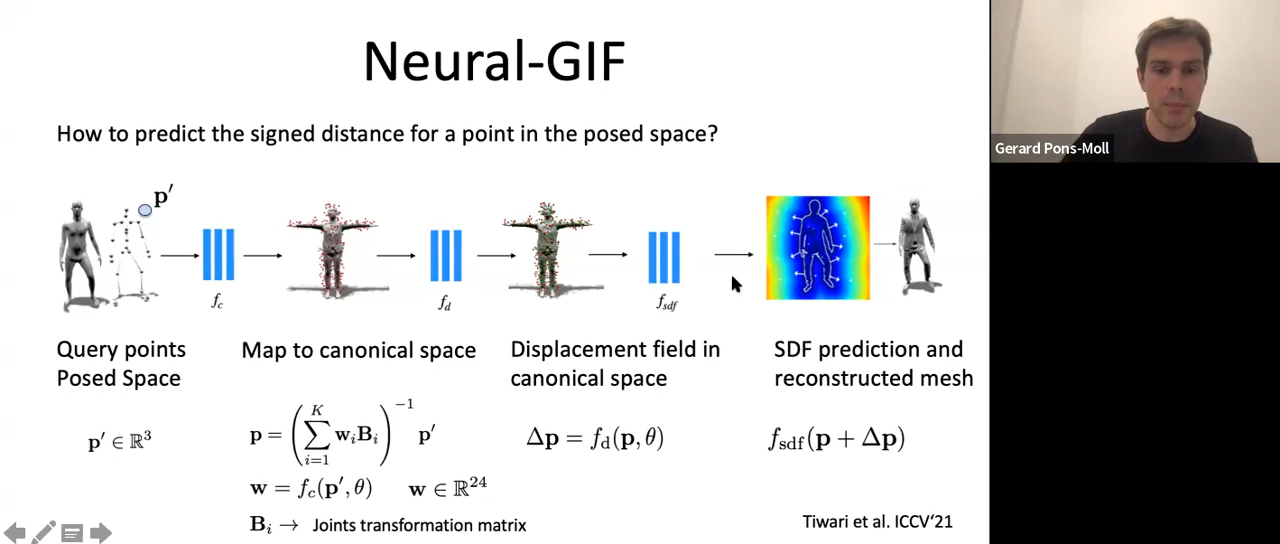 Neural-GIF
How to predict the signed distance for a point in the posed space?
Gerard Pons-Moll
p′
f_c
f_d
f_sdf
Query points
Posed Space
Map to canonical space
Displacement field in
canonical space
SDF prediction and
reconstructed mesh
p′ ∈ ℝ³
p = (∑_{i=1}^{K} w_i B_i)^{-1} p′
Δp = f_d(p, θ)
f_sdf(p + Δp)
w = f_c(p′, θ) w ∈ ℝ²⁴
B_i → Joints transformation matrix
Tiwari et al. ICCV‘21